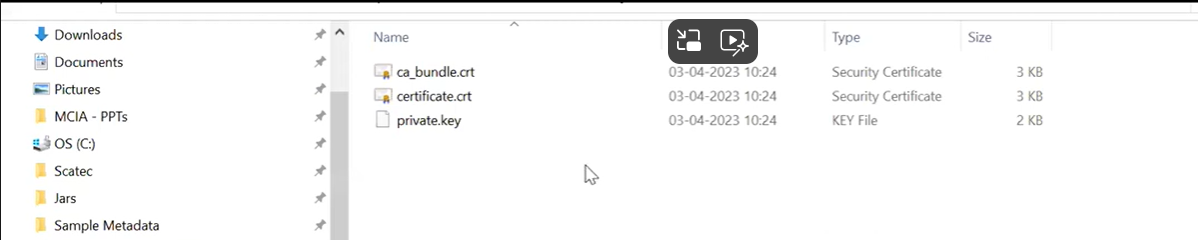 Downloads
Documents
Pictures
MCIA - PPTs
OS (C:)
Scatec
Jars
Sample Metadata
Name Type Size
ca_bundle.crt 03-04-2023 10:24 Security Certificate 3 KB
certificate.crt 03-04-2023 10:24 Security Certificate 3 KB
private.key 03-04-2023 10:24 KEY File 2 KB